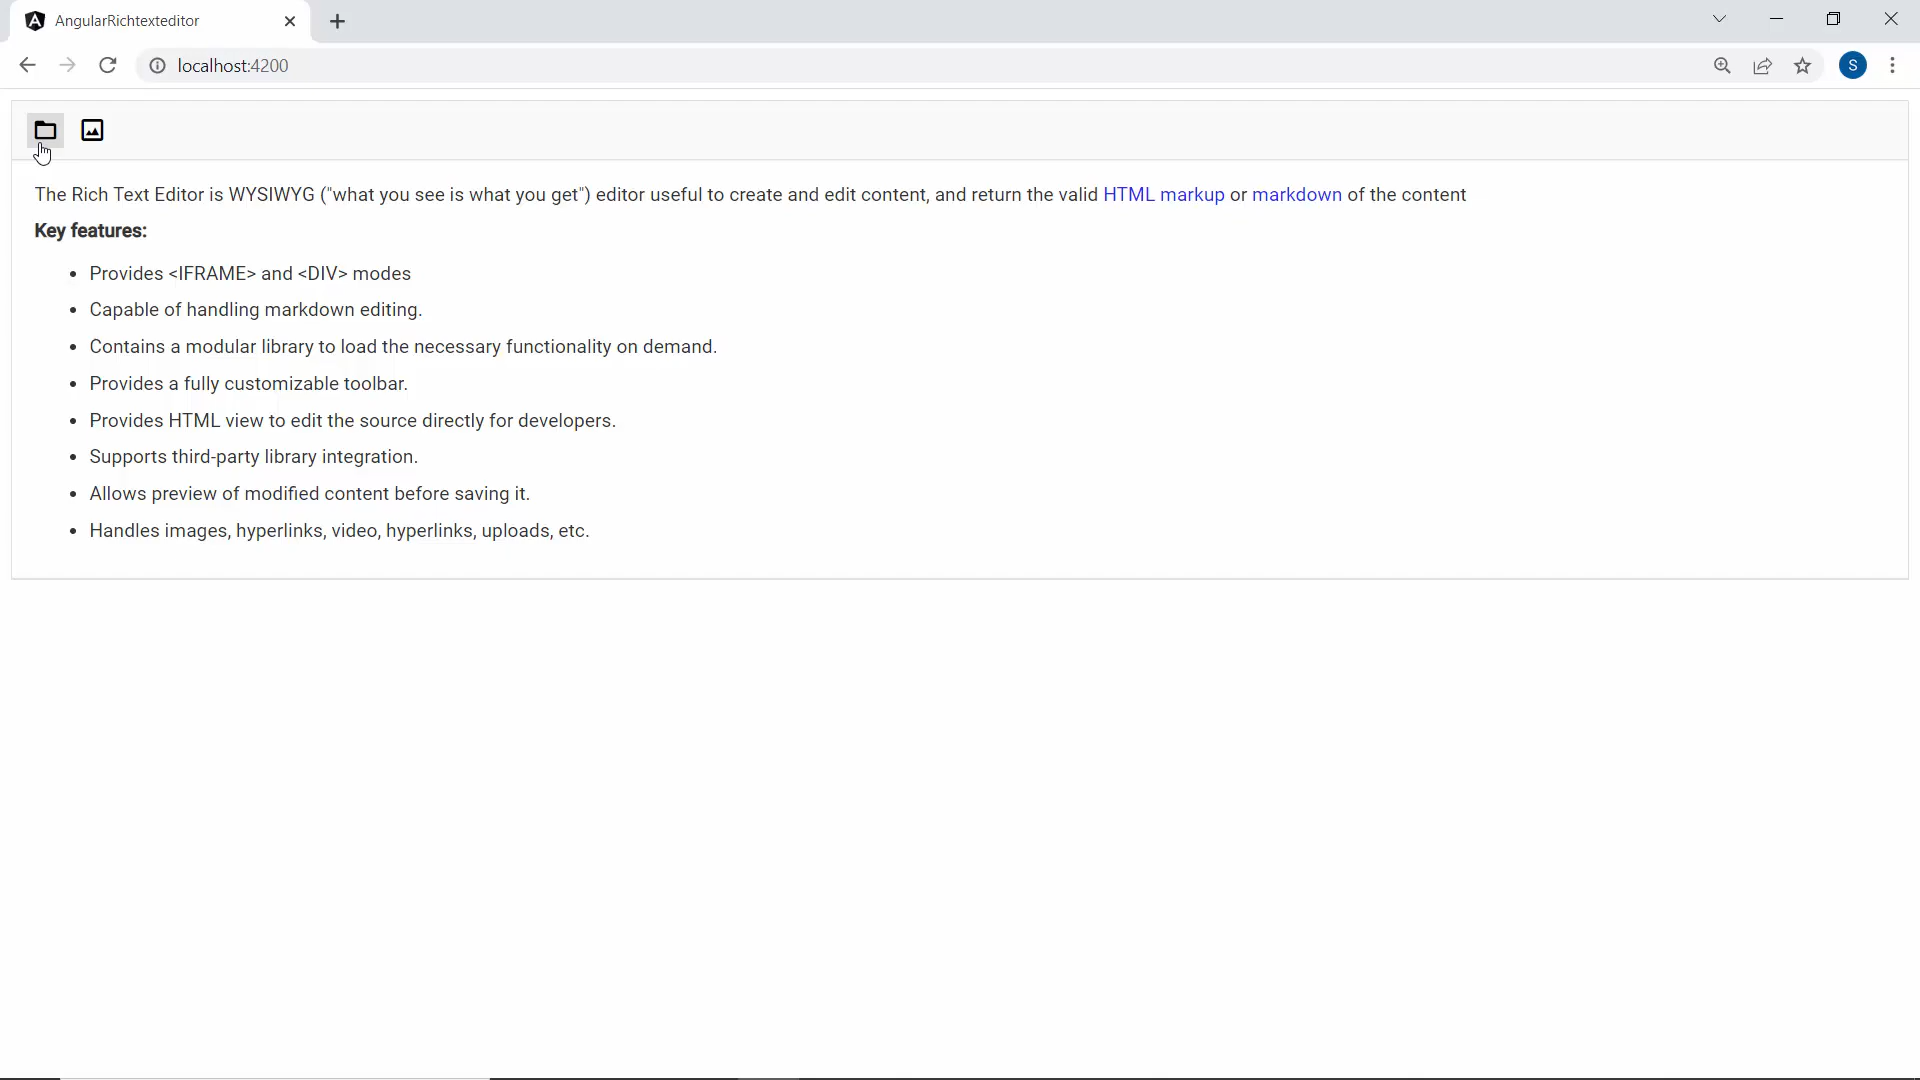 AngularRichtexteditor
localhost:4200
S
The Rich Text Editor is WYSIWYG ("what you see is what you get") editor useful to create and edit content, and return the valid HTML markup or markdown of the content
Key features:
Provides <IFRAME> and <DIV> modes
Capable of handling markdown editing.
Contains a modular library to load the necessary functionality on demand.
Provides a fully customizable toolbar.
Provides HTML view to edit the source directly for developers.
Supports third-party library integration.
Allows preview of modified content before saving it.
Handles images, hyperlinks, video, hyperlinks, uploads, etc.